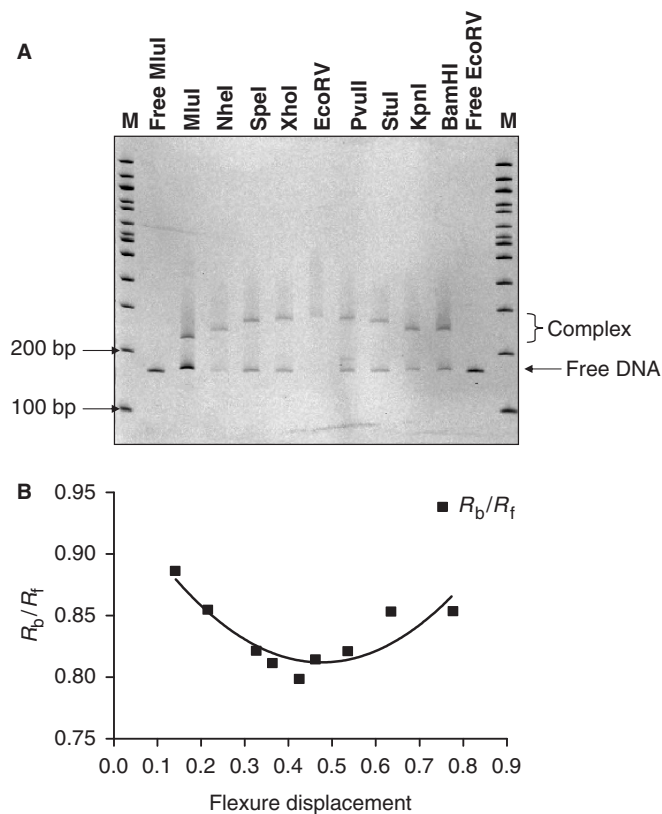 A
M Free MluI MluI NheI SpeI XhoI EcoRV PvuII StuI KpnI BamHI Free EcoRV M
Complex
200 bp
Free DNA
100 bp
B
0.95
Rb/Rf
0.90
0.85
0.80
0.75
Rb/Rf
0.0 0.1 0.2 0.3 0.4 0.5 0.6 0.7 0.8 0.9
Flexure displacement